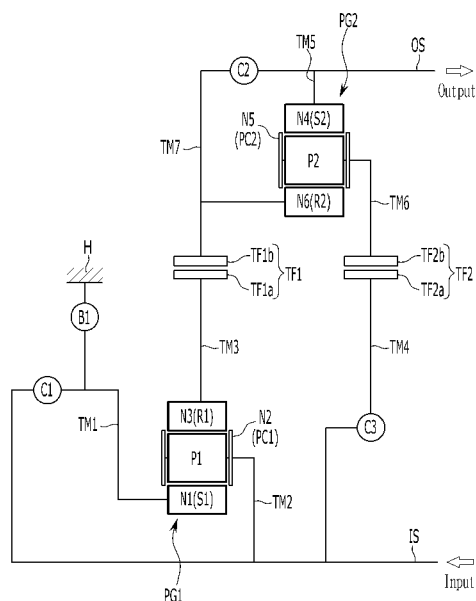 PG2
TM5
OS
C2
Output
N4(S2)
N5
(PC2)
P2
TM7
N6(R2)
TM6
H
TF1b
TF1a
TF1
TF2b
TF2a
TF2
B1
TM3
TM4
C1
N3(R1)
N2
(PC1)
C3
TM1
P1
N1(S1)
TM2
IS
PG1
Input